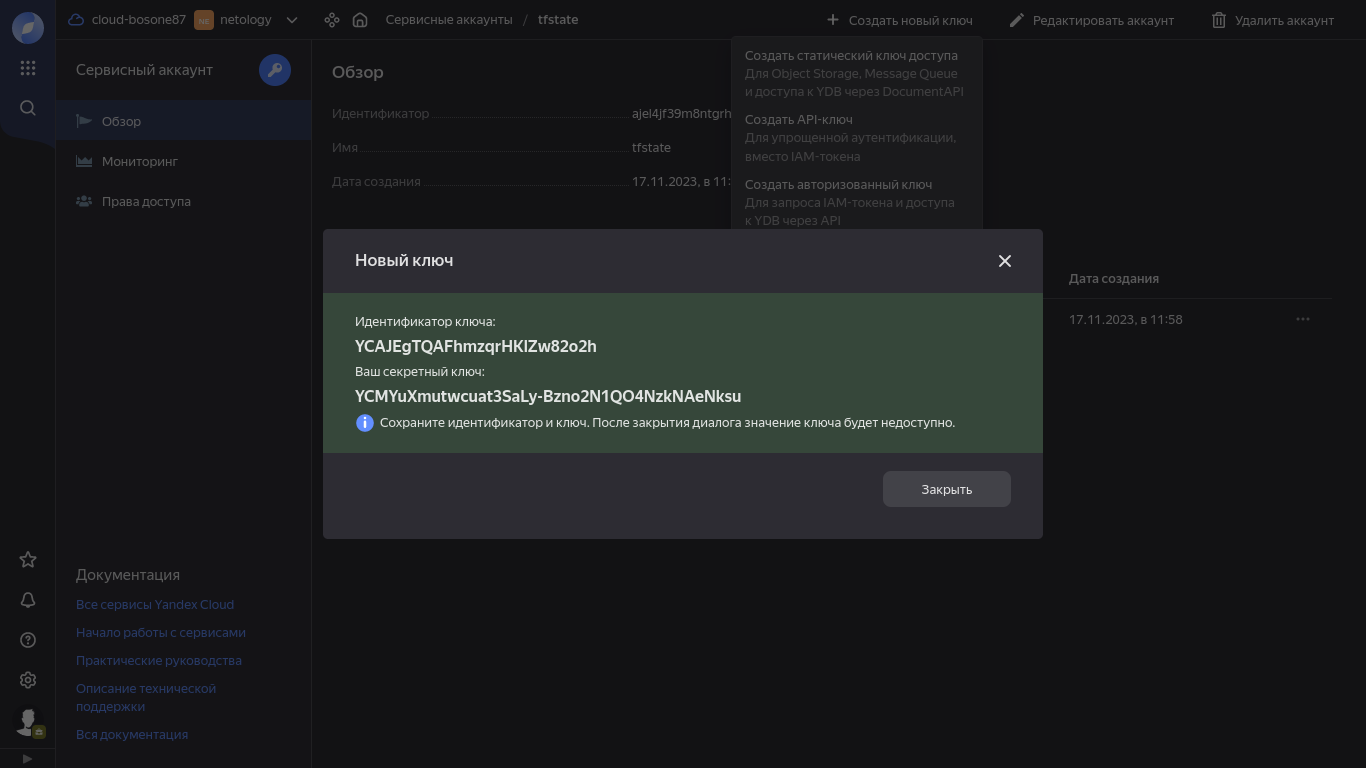 cloud-bosone87 NE netology
Сервисные аккаунты / tfstate
Создать новый ключ
Редактировать аккаунт
Удалить аккаунт
Сервисный аккаунт
Обзор
Мониторинг
Права доступа
Обзор
Идентификатор ajel4jf39m8ntgrh
Имя tfstate
Дата создания 17.11.2023, в 11:
Создать статический ключ доступа
Для Object Storage, Message Queue
и доступа к YDB через DocumentAPI
Создать API-ключ
Для упрощенной аутентификации,
вместо IAM-токена
Создать авторизованный ключ
Для запроса IAM-токена и доступа
к YDB через API
Новый ключ
Идентификатор ключа:
YCAJEgTQAFhmzqrHKlZw82o2h
Ваш секретный ключ:
YCMYuXmutwcuat3SaLy-Bzno2N1QO4NzkNAeNksu
Сохраните идентификатор и ключ. После закрытия диалога значение ключа будет недоступно.
Закрыть
Дата создания
17.11.2023, в 11:58
Документация
Все сервисы Yandex Cloud
Начало работы с сервисами
Практические руководства
Описание технической
поддержки
Вся документация